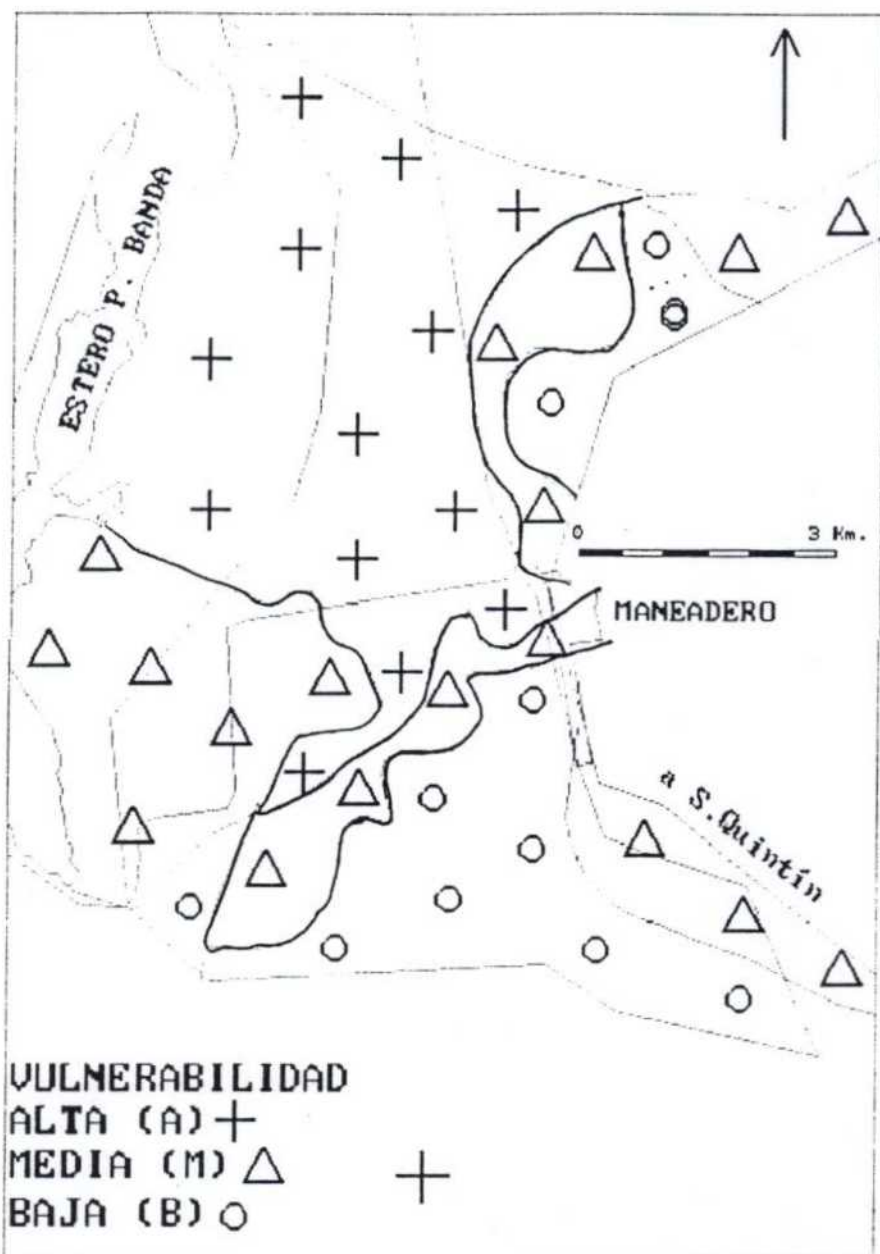 ESTERO P. BANDA
0 3 Km.
MANEADERO
a S.Quintín
VULNERABILIDAD
ALTA (A)
MEDIA (M)
BAJA (B)